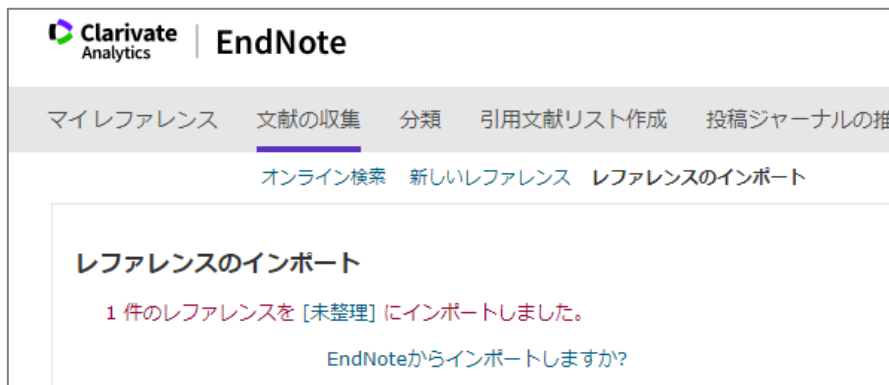 Clarivate Analytics | EndNote
マイレファレンス 文献の収集 分類 引用文献リスト作成 投稿ジャーナルの推
オンライン検索 新しいレファレンス レファレンスのインポート
レファレンスのインポート
1 件のレファレンスを [未整理] にインポートしました。
EndNoteからインポートしますか?